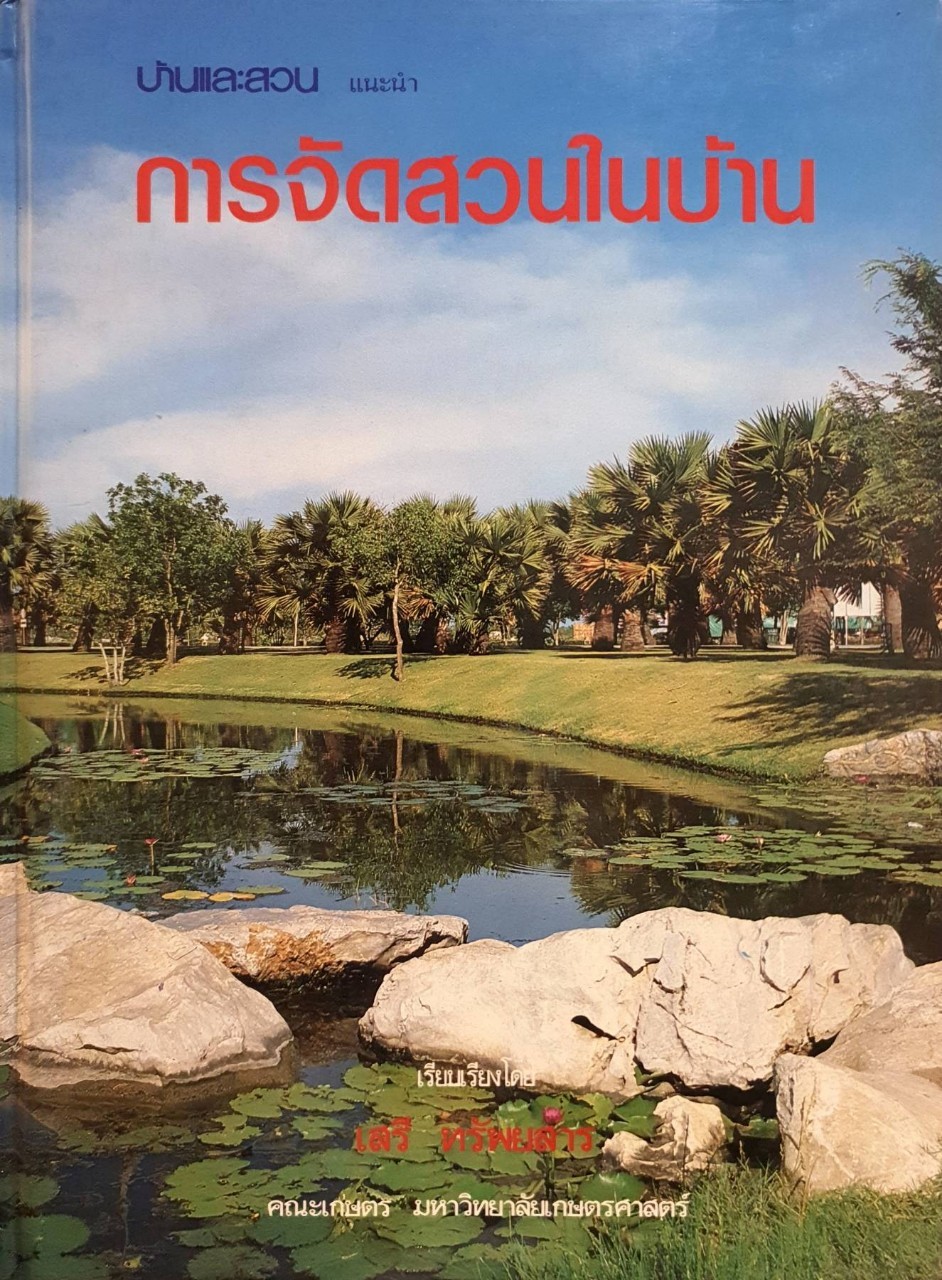 บ้านและสวน แนะนำ
การจัดสวนในบ้าน
เรียบเรียงโดย
เสรี ทรัพยสาร
คณะเกษตร มหาวิทยาลัยเกษตรศาสตร์